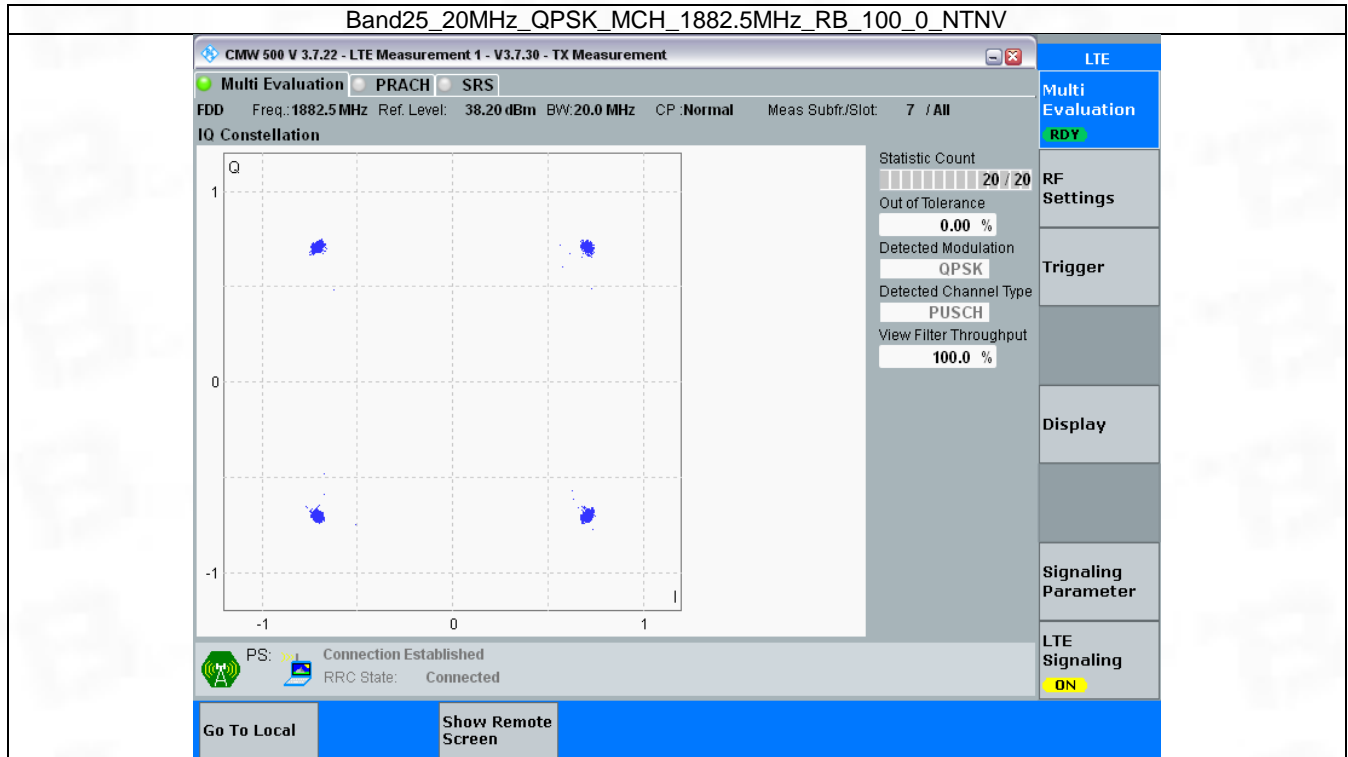 Band25_20MHz_QPSK_MCH_1882.5MHz_RB_100_0_NTNV
CMW 500 V 3.7.22 - LTE Measurement 1 - V3.7.30 - TX Measurement
LTE
Multi Evaluation PRACH SRS
Multi
Evaluation
RDY
FDD Freq.:1882.5 MHz Ref. Level: 38.20 dBm BW:20.0 MHz CP :Normal Meas Subfr./Slot: 7 / All
IQ Constellation
Q
1
0
-1
I
-1 0 1
Statistic Count
20 / 20
Out of Tolerance
0.00 %
Detected Modulation
QPSK
Detected Channel Type
PUSCH
View Filter Throughput
100.0 %
RF
Settings
Trigger
Display
Signaling
Parameter
LTE
Signaling
ON
PS: Connection Established
RRC State: Connected
Go To Local
Show Remote
Screen